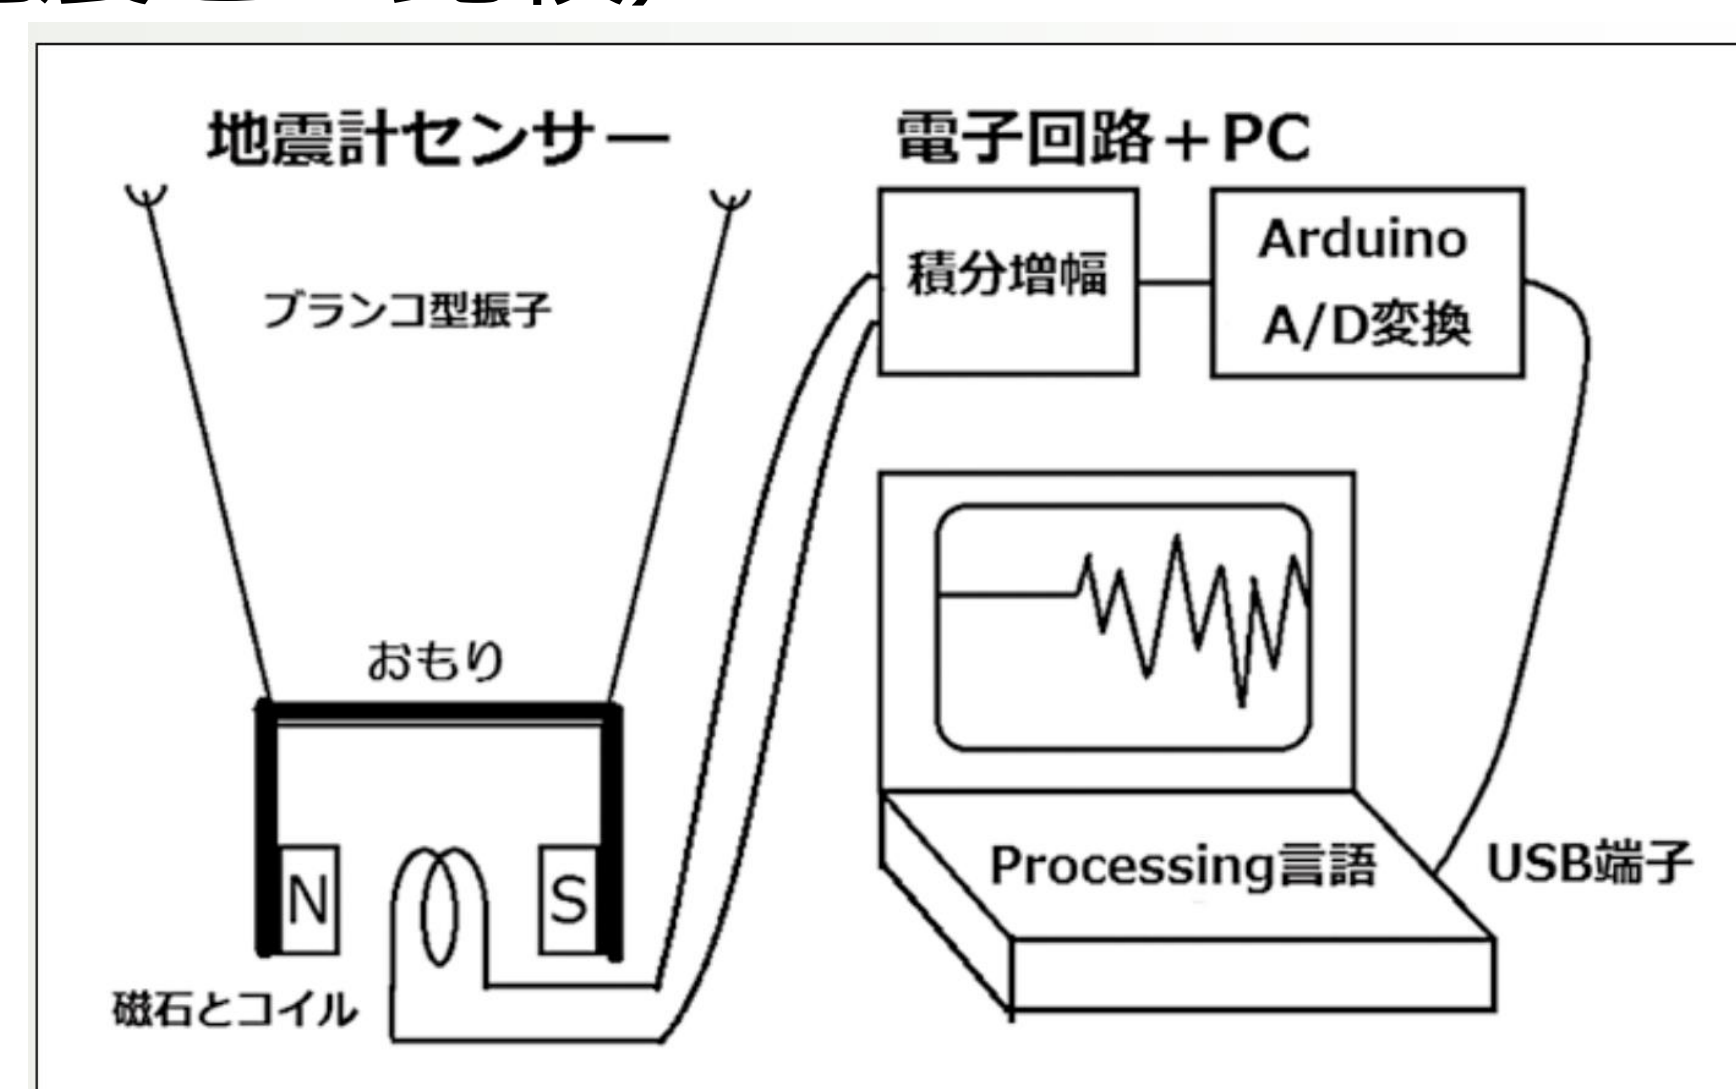 地震計センサー
電子回路+PC
ブランコ型振子
積分増幅
Arduino
A/D変換
おもり
N
S
磁石とコイル
Processing言語
USB端子